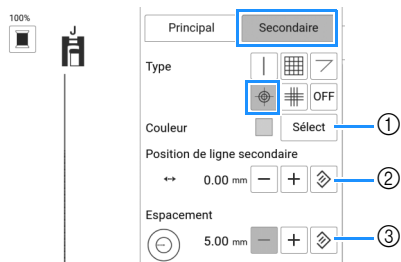 100%
J
Principal
Secondaire
Type
OFF
Couleur
Sélect
①
Position de ligne secondaire
↔ 0.00 mm − +
②
Espacement
5.00 mm − +
③